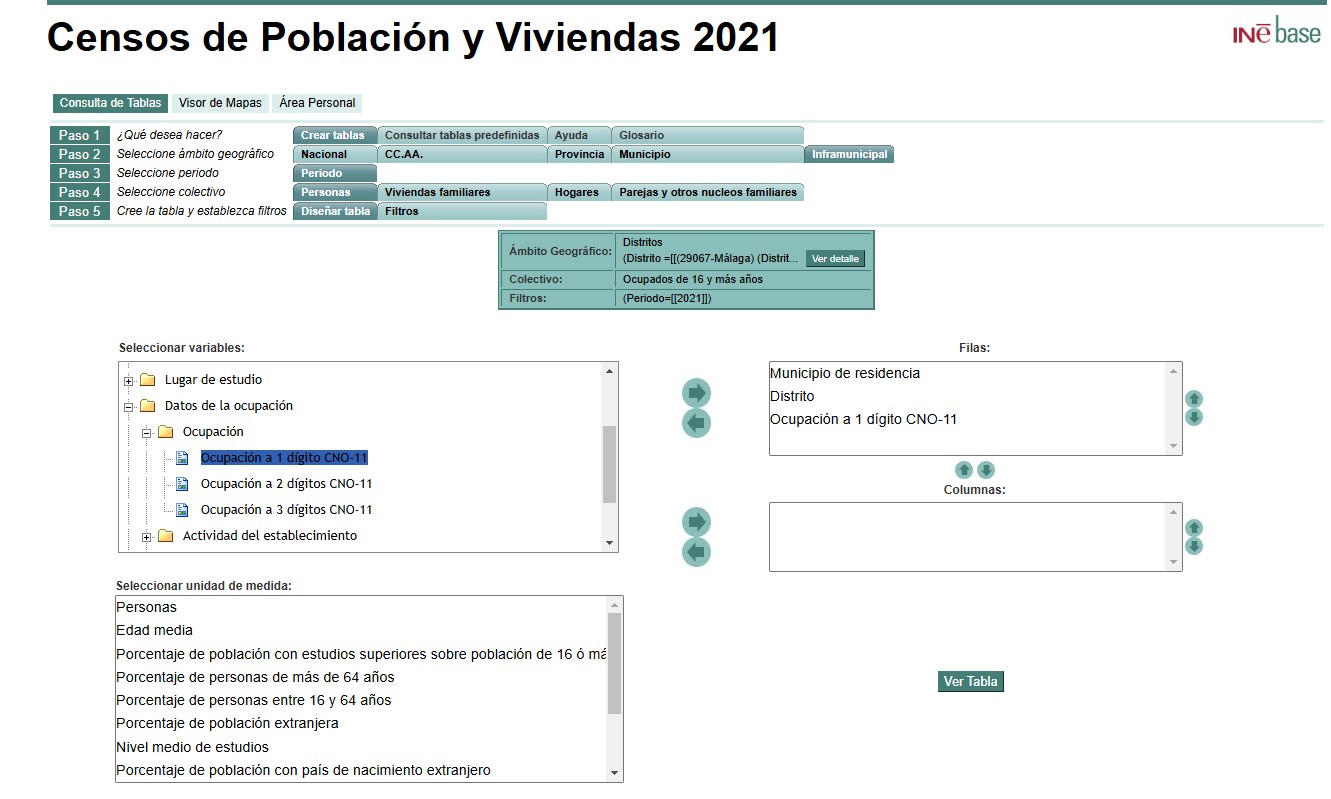 Censos de Población y Viviendas 2021
INē base
Consulta de Tablas Visor de Mapas Área Personal
Paso 1 ¿Qué desea hacer? Crear tablas Consultar tablas predefinidas Ayuda Glosario
Paso 2 Seleccione ámbito geográfico Nacional CC.AA. Provincia Municipio Inframunicipal
Paso 3 Seleccione periodo Periodo
Paso 4 Seleccione colectivo Personas Viviendas familiares Hogares Parejas y otros nucleos familiares
Paso 5 Cree la tabla y establezca filtros Diseñar tabla Filtros
Ámbito Geográfico: Distritos
(Distrito =[[(29067-Málaga) (Distrit... Ver detalle
Colectivo: Ocupados de 16 y más años
Filtros: (Periodo=[[2021]])
Seleccionar variables:
Lugar de estudio
Datos de la ocupación
Ocupación
Ocupación a 1 dígito CNO-11
Ocupación a 2 dígitos CNO-11
Ocupación a 3 dígitos CNO-11
Actividad del establecimiento
Filas:
Municipio de residencia
Distrito
Ocupación a 1 dígito CNO-11
Columnas:
Seleccionar unidad de medida:
Personas
Edad media
Porcentaje de población con estudios superiores sobre población de 16 ó má
Porcentaje de personas de más de 64 años
Porcentaje de personas entre 16 y 64 años
Porcentaje de población extranjera
Nivel medio de estudios
Porcentaje de población con país de nacimiento extranjero
Ver Tabla